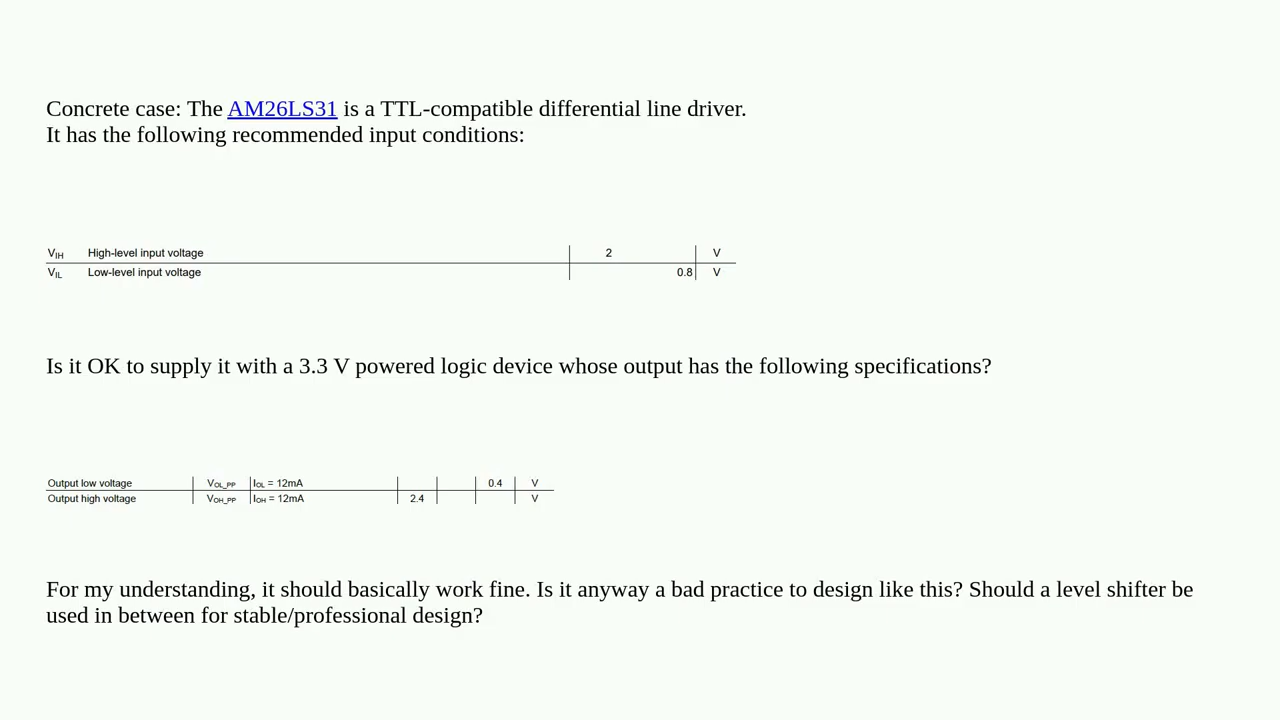 Concrete case: The AM26LS31 is a TTL-compatible differential line driver.
It has the following recommended input conditions:
VIH High-level input voltage 2 V
VIL Low-level input voltage 0.8 V
Is it OK to supply it with a 3.3 V powered logic device whose output has the following specifications?
Output low voltage VOL_PP IOL = 12mA 0.4 V
Output high voltage VOH_PP IOH = 12mA 2.4 V
For my understanding, it should basically work fine. Is it anyway a bad practice to design like this? Should a level shifter be
used in between for stable/professional design?